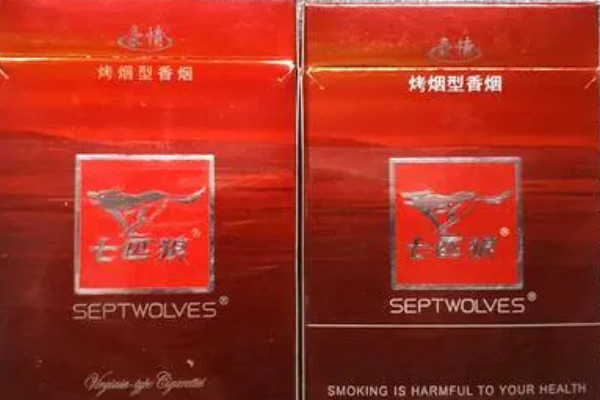 豪情
烤烟型香烟
七匹狼®
SEPTWOLVES®
Virginia-type Cigarettes
豪情
烤烟型香烟
七匹狼®
SEPTWOLVES®
SMOKING IS HARMFUL TO YOUR HEALTH